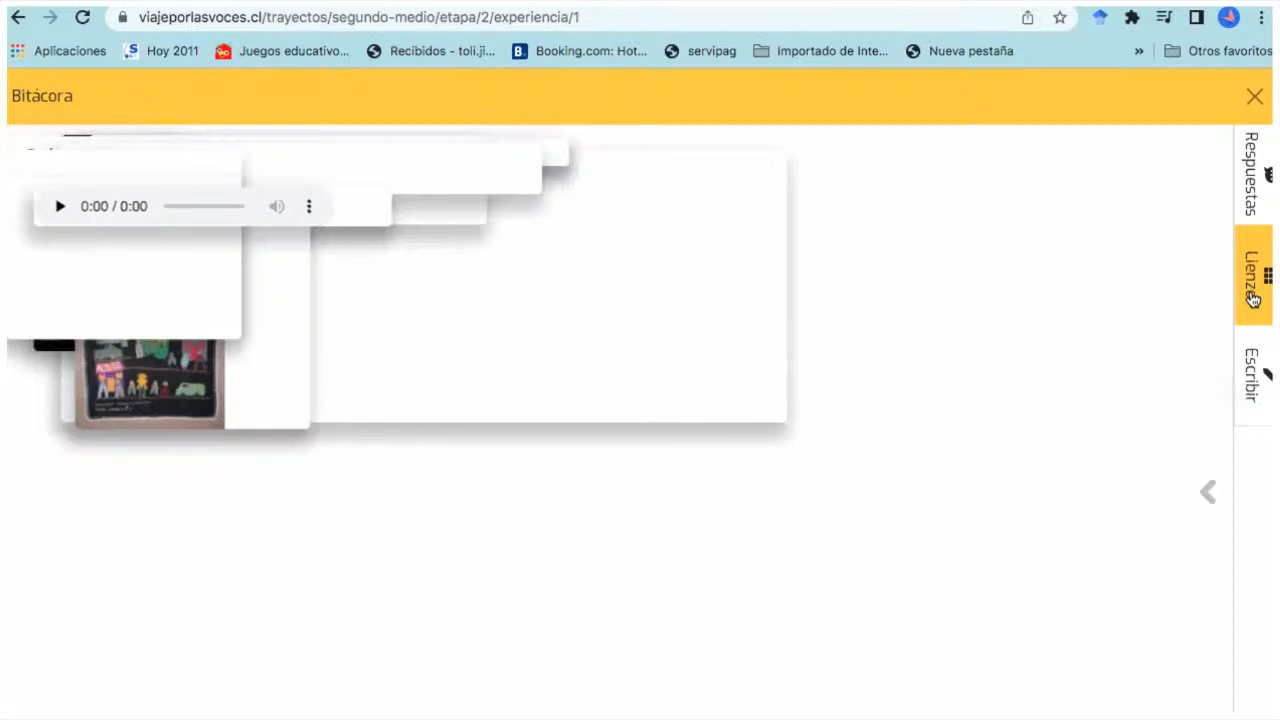 viajeporlasvoces.cl/trayectos/segundo-medio/etapa/2/experiencia/1
Aplicaciones
Hoy 2011
Juegos educativo...
Recibidos - toli.ji...
Booking.com: Hot...
servipag
Importado de Inte...
Nueva pestaña
»
Otros favoritos
Bitácora
Respuestas
0:00 / 0:00
Lienzo
Escribir